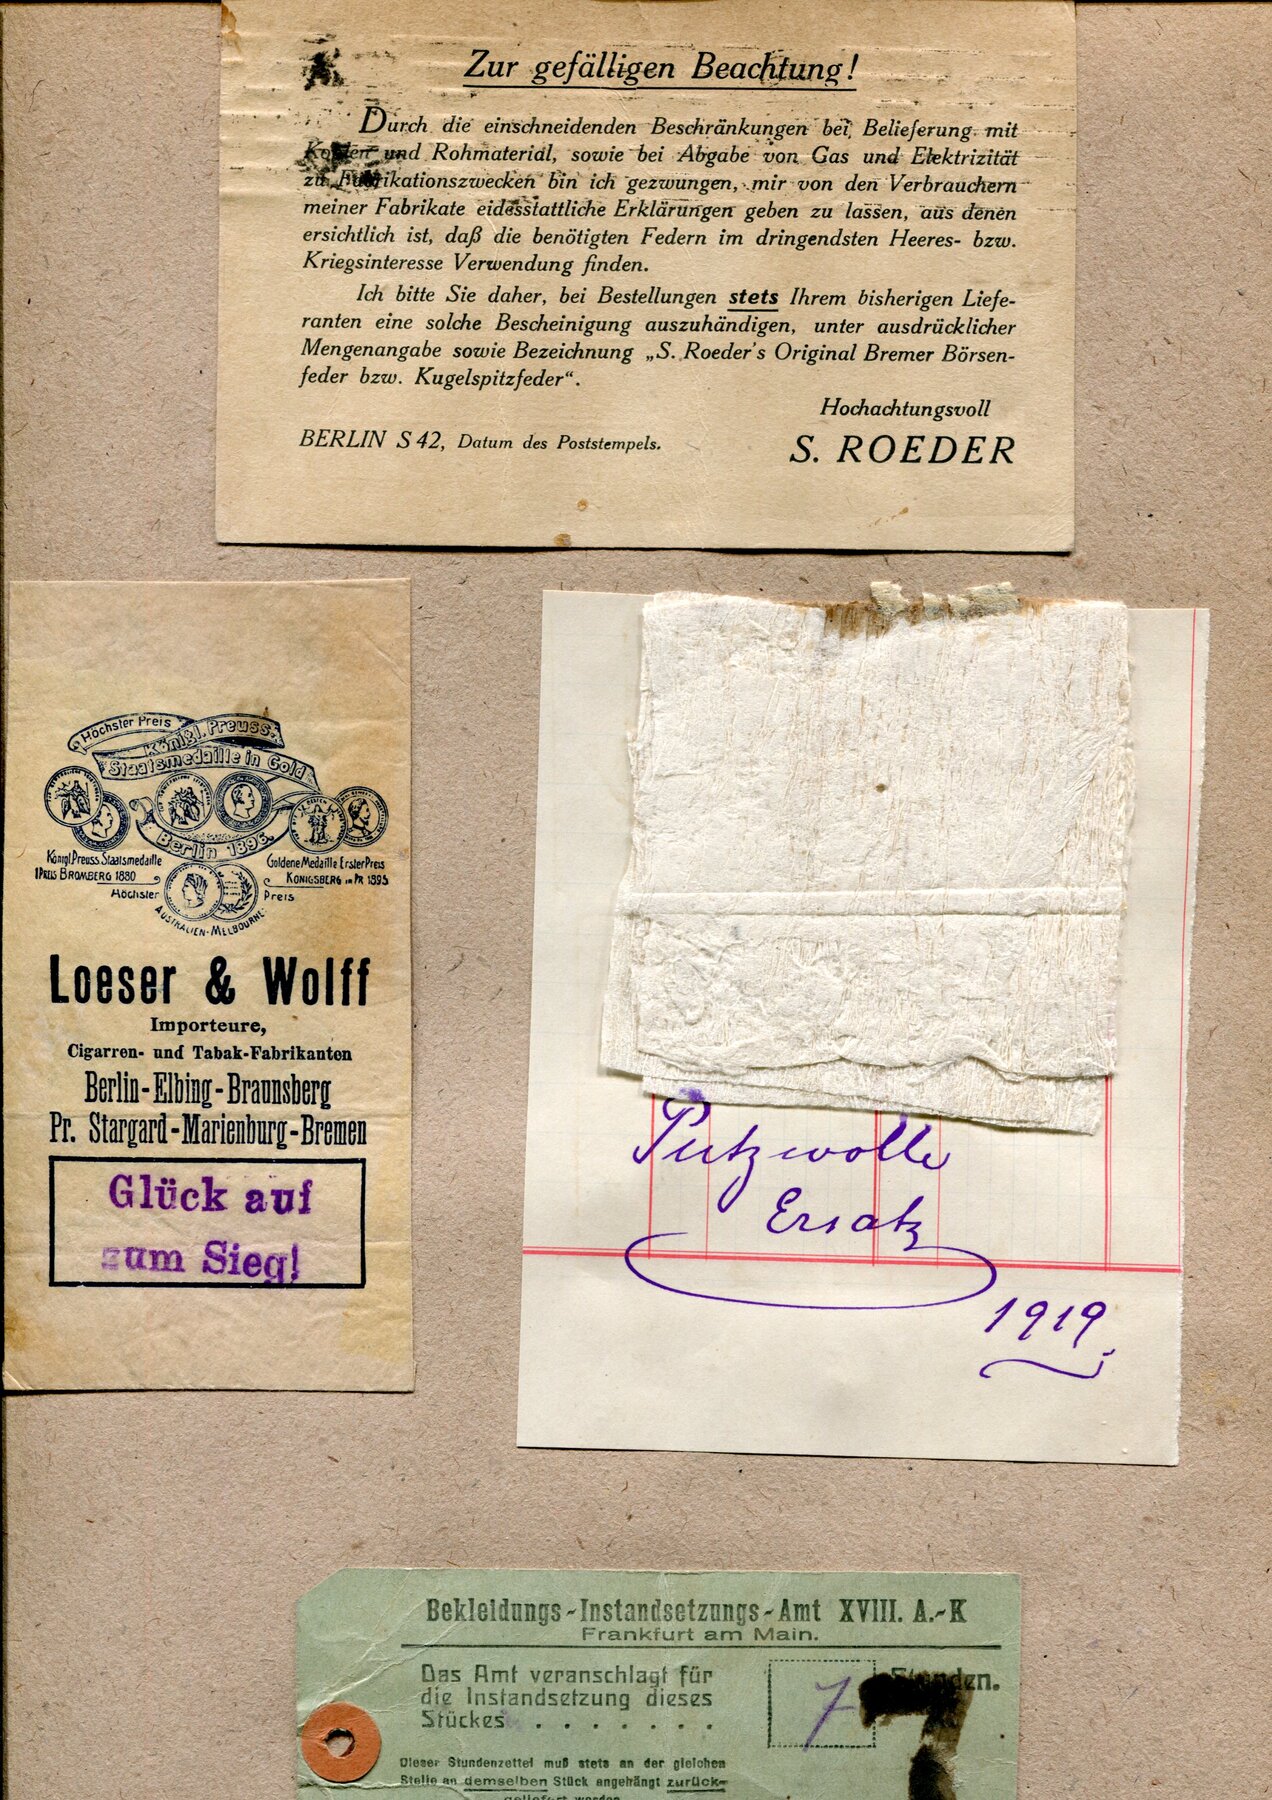 Zur gefälligen Beachtung!
Durch die einschneidenden Beschränkungen bei Belieferung mit
Kohlen und Rohmaterial, sowie bei Abgabe von Gas und Elektrizität
zu Fabrikationszwecken bin ich gezwungen, mir von den Verbrauchern
meiner Fabrikate eidesstattliche Erklärungen geben zu lassen, aus denen
ersichtlich ist, daß die benötigten Federn im dringendsten Heeres- bzw.
Kriegsinteresse Verwendung finden.
Ich bitte Sie daher, bei Bestellungen stets Ihrem bisherigen Liefe-
ranten eine solche Bescheinigung auszuhändigen, unter ausdrücklicher
Mengenangabe sowie Bezeichnung „S. Roeder's Original Bremer Börsen-
feder bzw. Kugelspitzfeder“.
Hochachtungsvoll
BERLIN S 42, Datum des Poststempels.
S. ROEDER
Höchster Preis
Königl. Preuss.
Staatsmedaille in Gold
Berlin 1896.
Königl. Preuss. Staatsmedaille
I PREIS BROMBERG 1880
Goldene Medaille Erster Preis
KÖNIGSBERG in PR 1895
Höchster Preis
AUSTRALIEN-MELBOURNE
Loeser & Wolff
Importeure,
Cigarren- und Tabak-Fabrikanten
Berlin-Elbing-Braunsberg
Pr. Stargard-Marienburg-Bremen
Glück auf
zum Sieg!
Putzwolle
Ersatz
1919.
Bekleidungs-Instandsetzungs-Amt XVIII. A.-K
Frankfurt am Main.
Das Amt veranschlagt für
die Instandsetzung dieses
Stückes . . . . . . . 7 Stunden.
Dieser Stundenzettel muß stets an der gleichen
Stelle an demselben Stück angehängt zurück-
geliefert werden